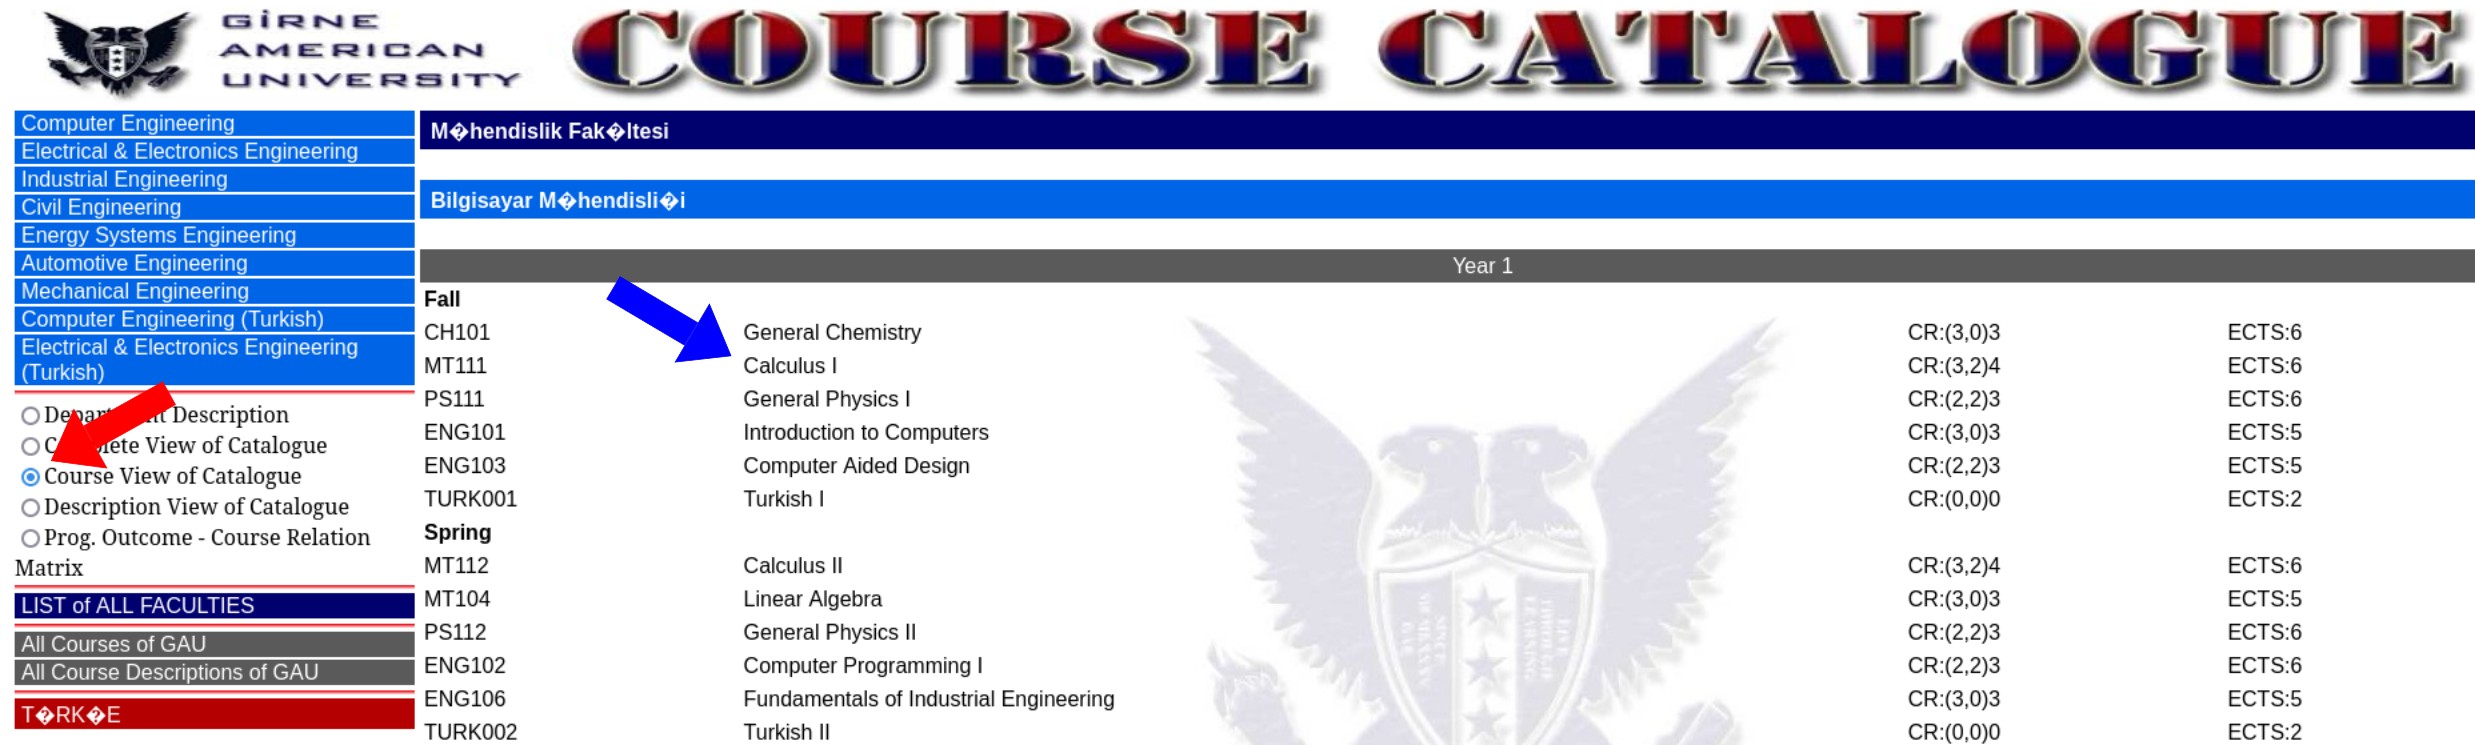 GİRNE
AMERICAN
UNIVERSITY
COURSE CATALOGUE
Computer Engineering
Electrical & Electronics Engineering
Industrial Engineering
Civil Engineering
Energy Systems Engineering
Automotive Engineering
Mechanical Engineering
Computer Engineering (Turkish)
Electrical & Electronics Engineering
(Turkish)
Description
View of Catalogue
Course View of Catalogue
Description View of Catalogue
Prog. Outcome - Course Relation
Matrix
LIST of ALL FACULTIES
All Courses of GAU
All Course Descriptions of GAU
T�RK�E
M�hendislik Fak�ltesi
Bilgisayar M�hendisli�i
Year 1
Fall
CH101 General Chemistry CR:(3,0)3 ECTS:6
MT111 Calculus I CR:(3,2)4 ECTS:6
PS111 General Physics I CR:(2,2)3 ECTS:6
ENG101 Introduction to Computers CR:(3,0)3 ECTS:5
ENG103 Computer Aided Design CR:(2,2)3 ECTS:5
TURK001 Turkish I CR:(0,0)0 ECTS:2
Spring
MT112 Calculus II CR:(3,2)4 ECTS:6
MT104 Linear Algebra CR:(3,0)3 ECTS:5
PS112 General Physics II CR:(2,2)3 ECTS:6
ENG102 Computer Programming I CR:(2,2)3 ECTS:6
ENG106 Fundamentals of Industrial Engineering CR:(3,0)3 ECTS:5
TURK002 Turkish II CR:(0,0)0 ECTS:2